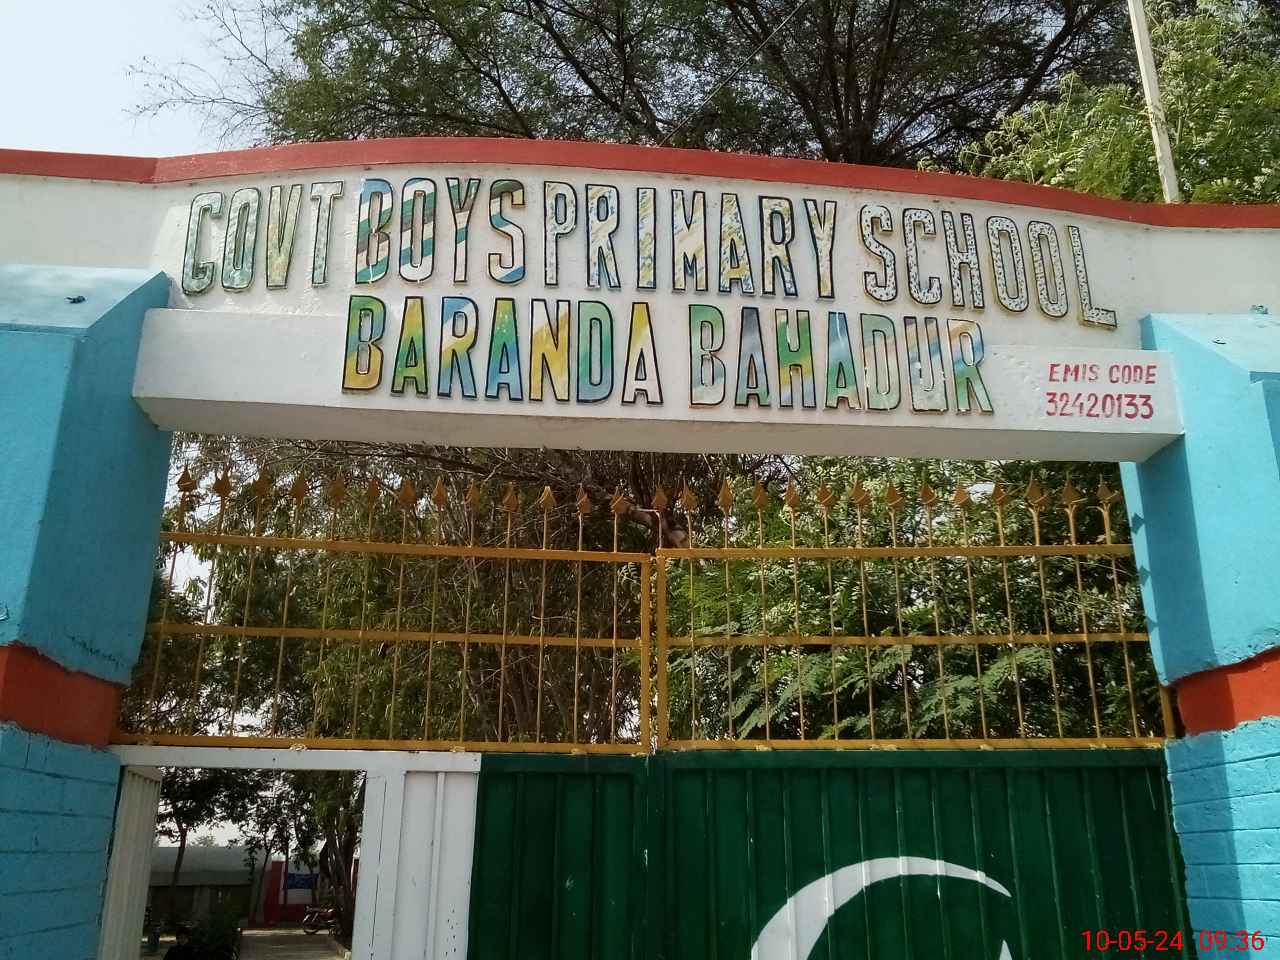 GOVT BOYS PRIMARY SCHOOL
BARANDA BAHADUR
EMIS CODE
32420133
10-05-24 09:36